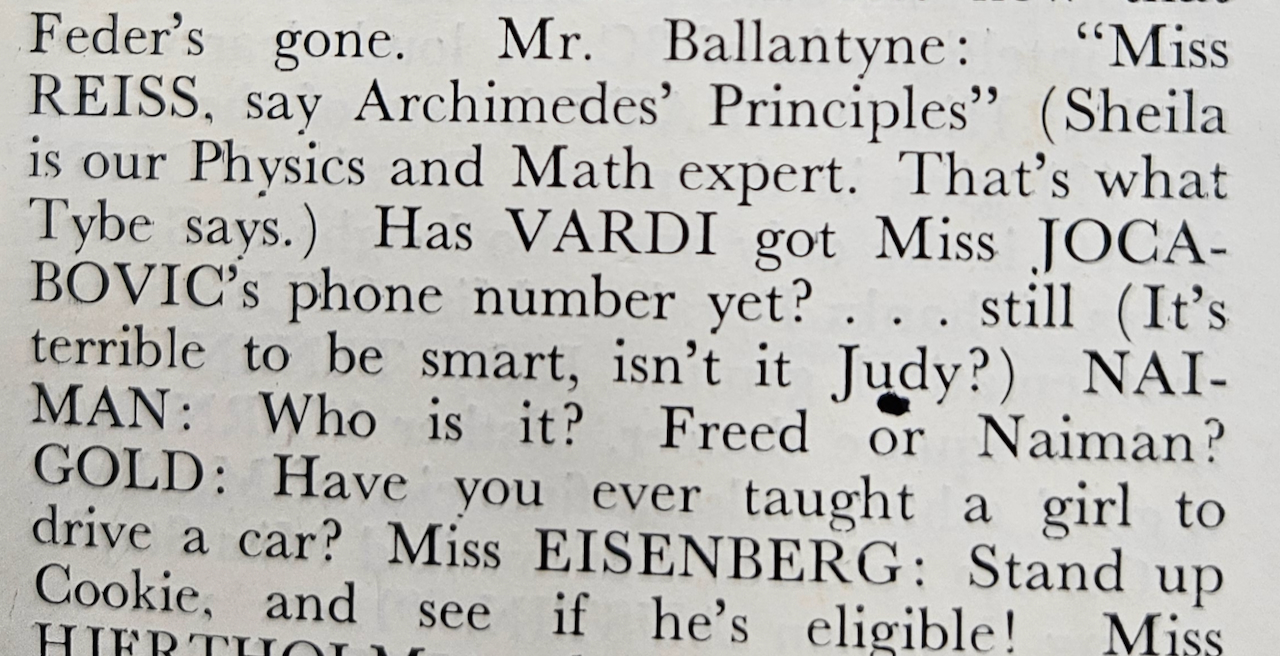 Feder's gone. Mr. Ballantyne: “Miss
REISS, say Archimedes' Principles” (Sheila
is our Physics and Math expert. That's what
Tybe says.) Has VARDI got Miss JOCA-
BOVIC's phone number yet? . . . still (It's
terrible to be smart, isn't it Judy?) NAI-
MAN: Who is it? Freed or Naiman?
GOLD: Have you ever taught a girl to
drive a car? Miss EISENBERG: Stand up
Cookie, and see if he's eligible! Miss